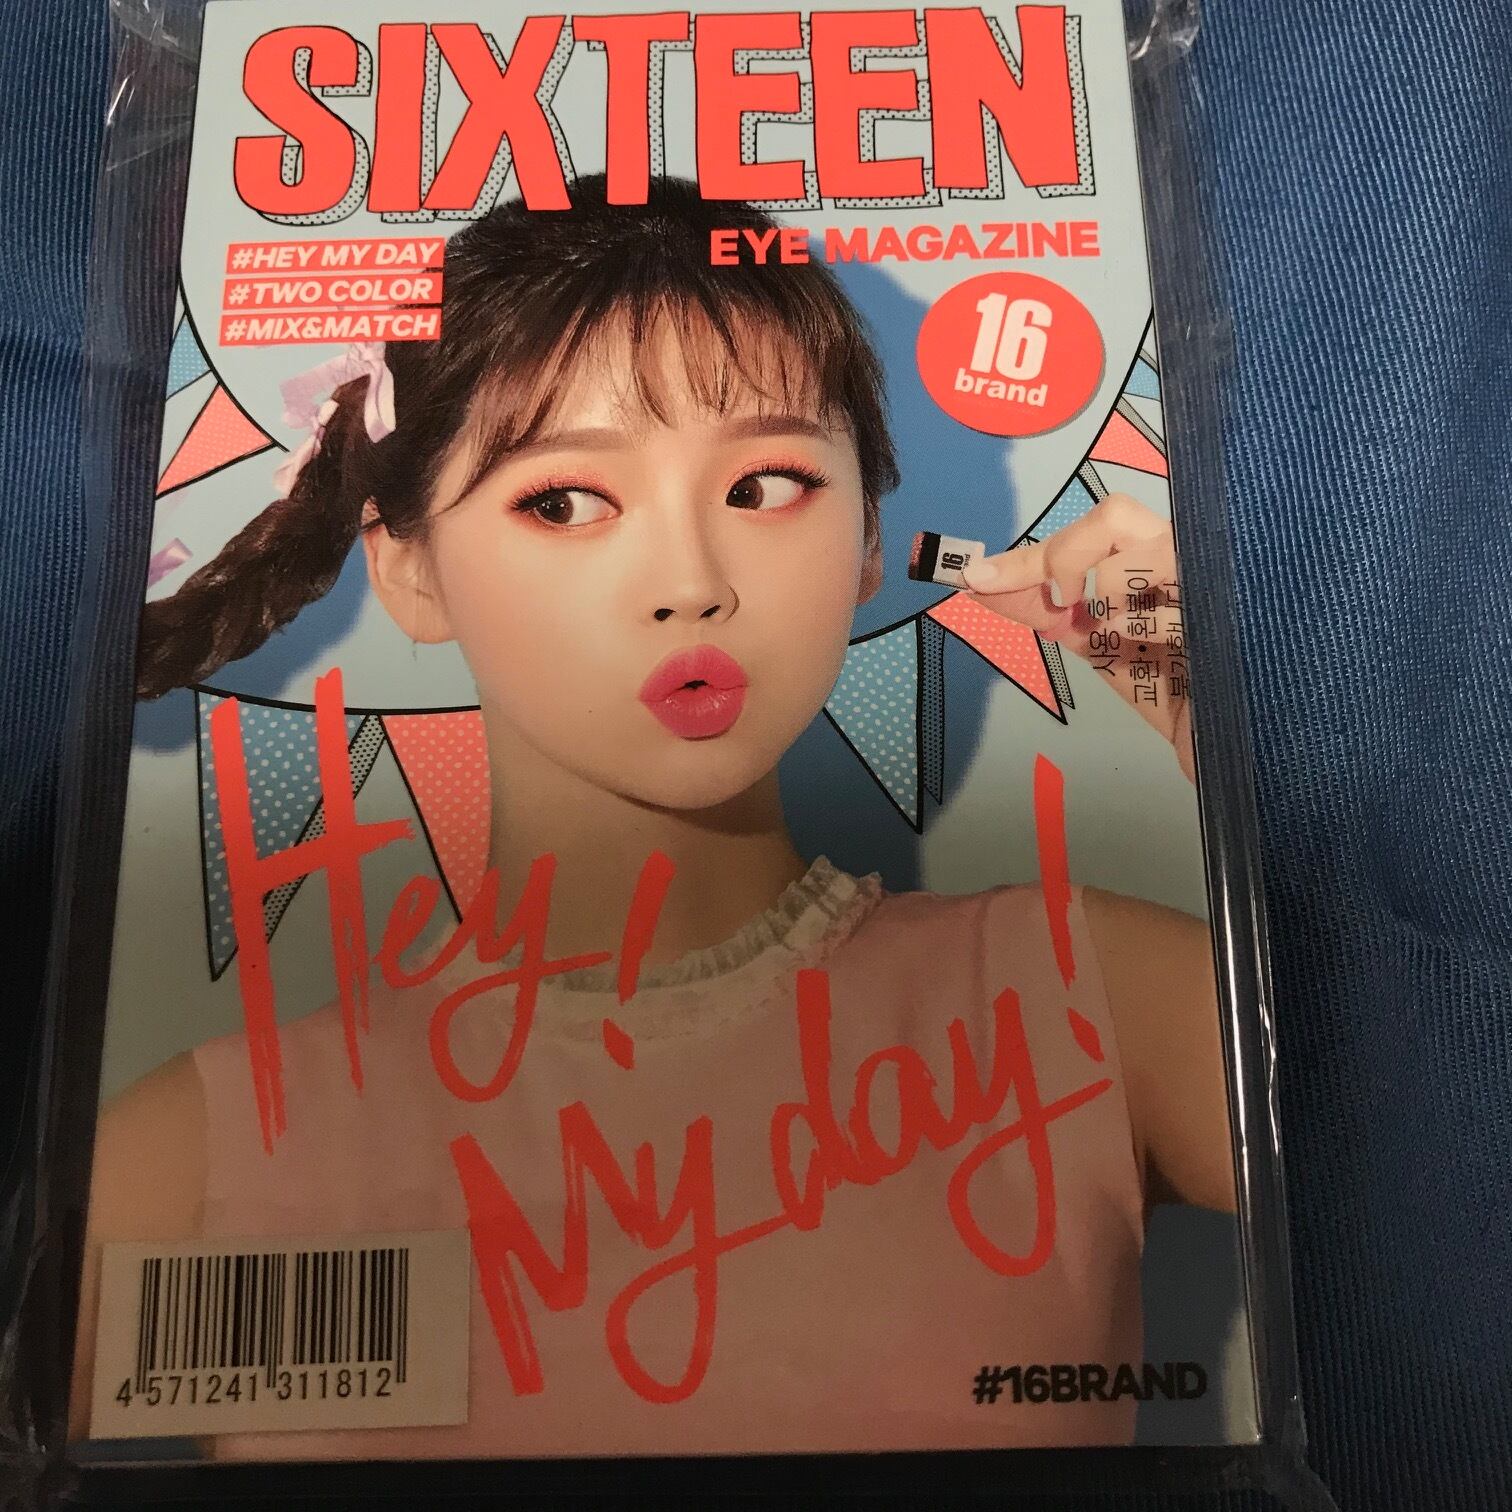 SIXTEEN
EYE MAGAZINE
#HEY MY DAY
#TWO COLOR
#MIX&MATCH
16
brand
16
사용 후
교환•환불이
불가합니다
Hey!
My day!
4 571241 311812
#16BRAND